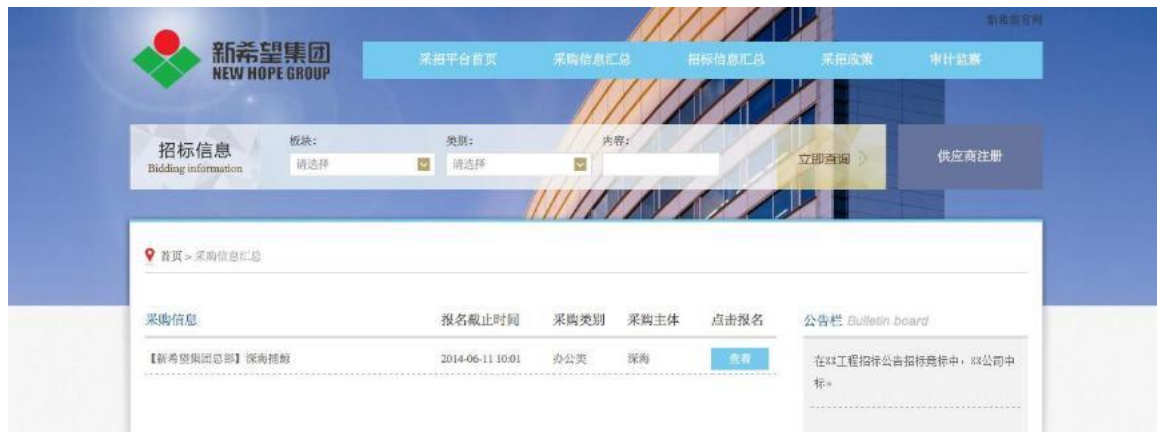 新希望官网
新希望集团
NEW HOPE GROUP
采招平台首页 采购信息汇总 招标信息汇总 采招政策 审计监察
招标信息
Bidding information
板块： 类别： 内容：
请选择 请选择
立即查询
供应商注册
首页 > 采购信息汇总
采购信息 报名截止时间 采购类别 采购主体 点击报名
【新希望集团总部】深海捕鲸 2014-06-11 10:01 办公类 深海 查看
公告栏 Bulletin board
在XX工程招标公告招标竞标中，XX公司中
标。